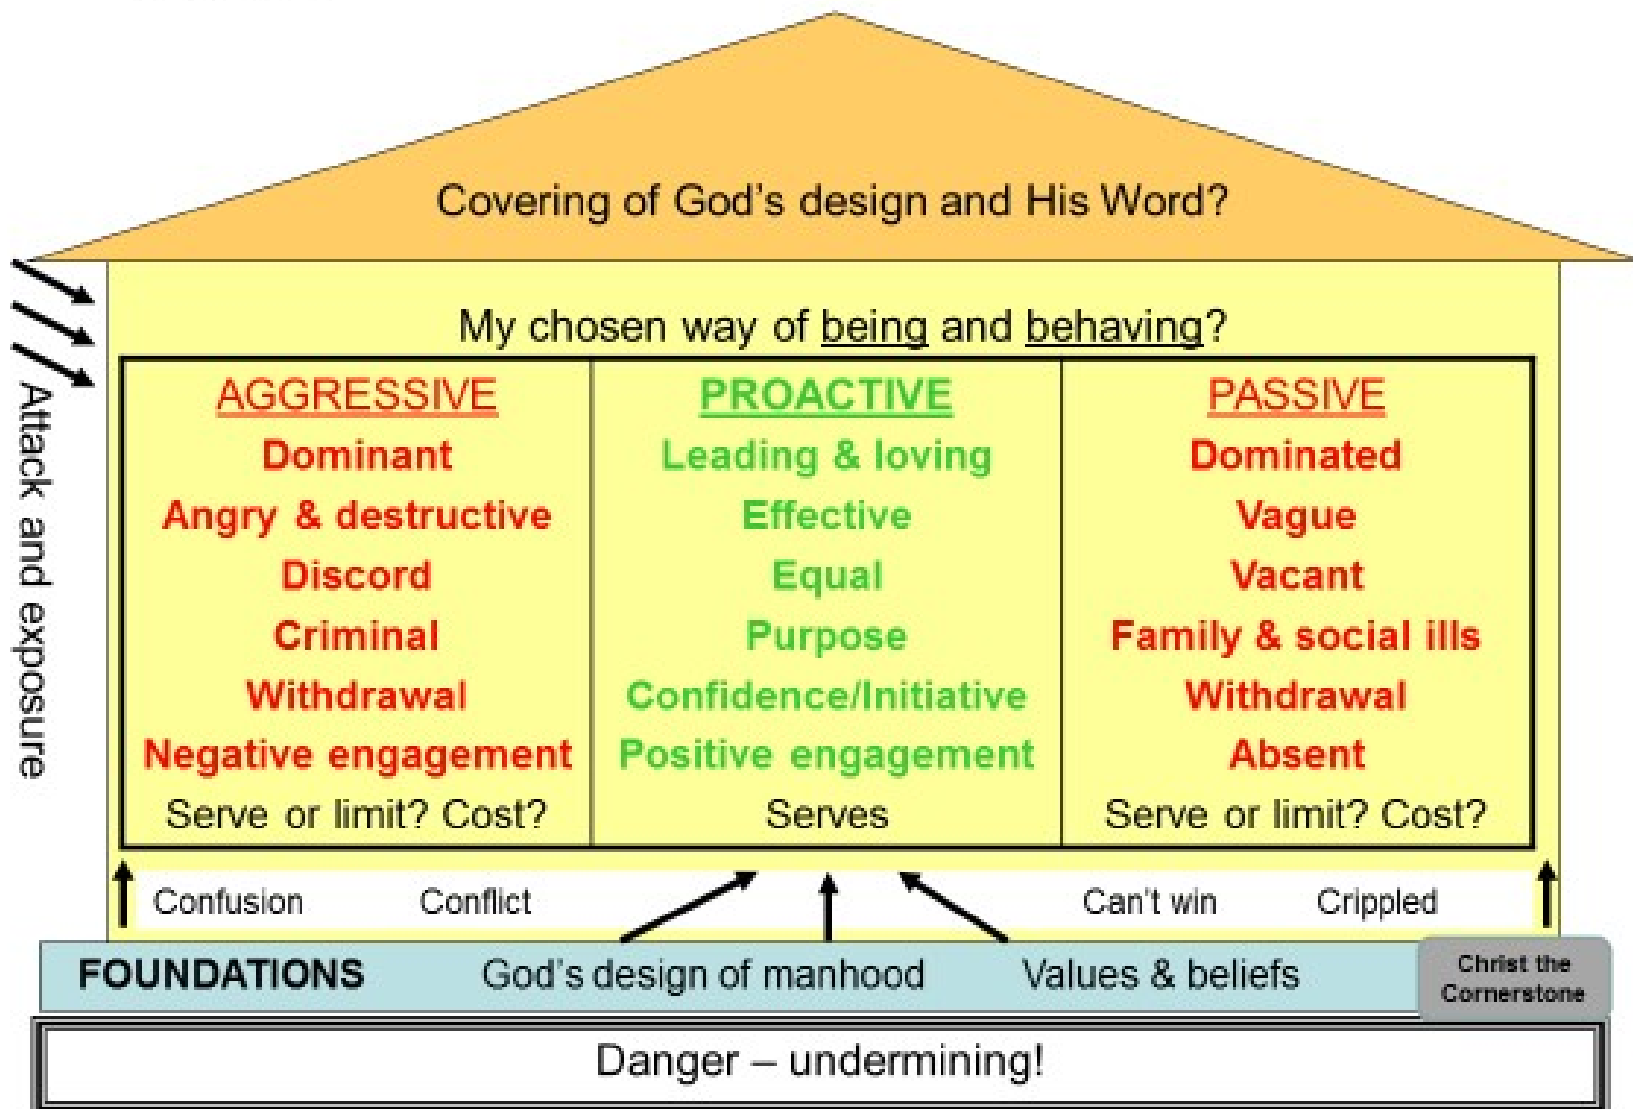 Covering of God's design and His Word?
My chosen way of being and behaving?
Attack and exposure
AGGRESSIVE
Dominant
Angry & destructive
Discord
Criminal
Withdrawal
Negative engagement
Serve or limit? Cost?
PROACTIVE
Leading & loving
Effective
Equal
Purpose
Confidence/Initiative
Positive engagement
Serves
PASSIVE
Dominated
Vague
Vacant
Family & social ills
Withdrawal
Absent
Serve or limit? Cost?
Confusion Conflict Can't win Crippled
FOUNDATIONS God's design of manhood Values & beliefs
Christ the
Cornerstone
Danger – undermining!